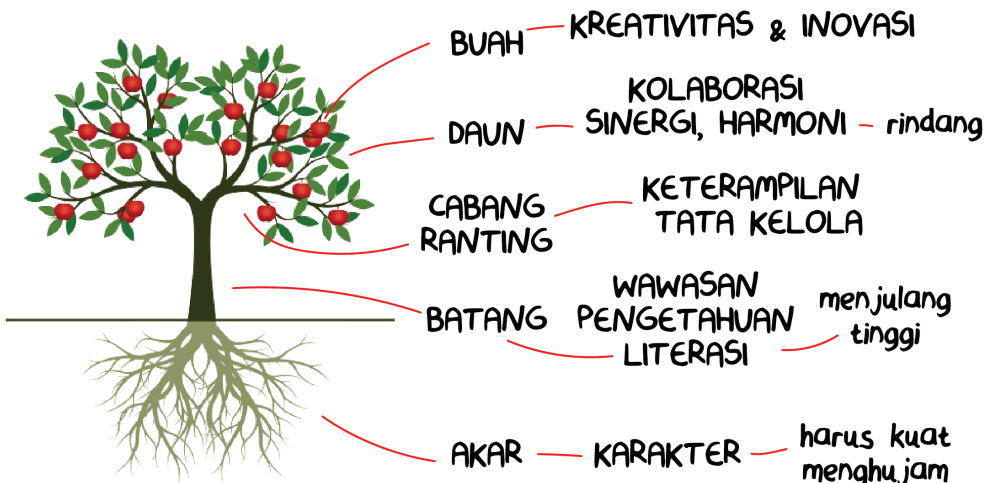 BUAH
KREATIVITAS & INOVASI
DAUN
KOLABORASI
SINERGI, HARMONI
rindang
CABANG
RANTING
KETERAMPILAN
TATA KELOLA
BATANG
WAWASAN
PENGETAHUAN
LITERASI
menjulang
tinggi
AKAR
KARAKTER
harus kuat
menghujam